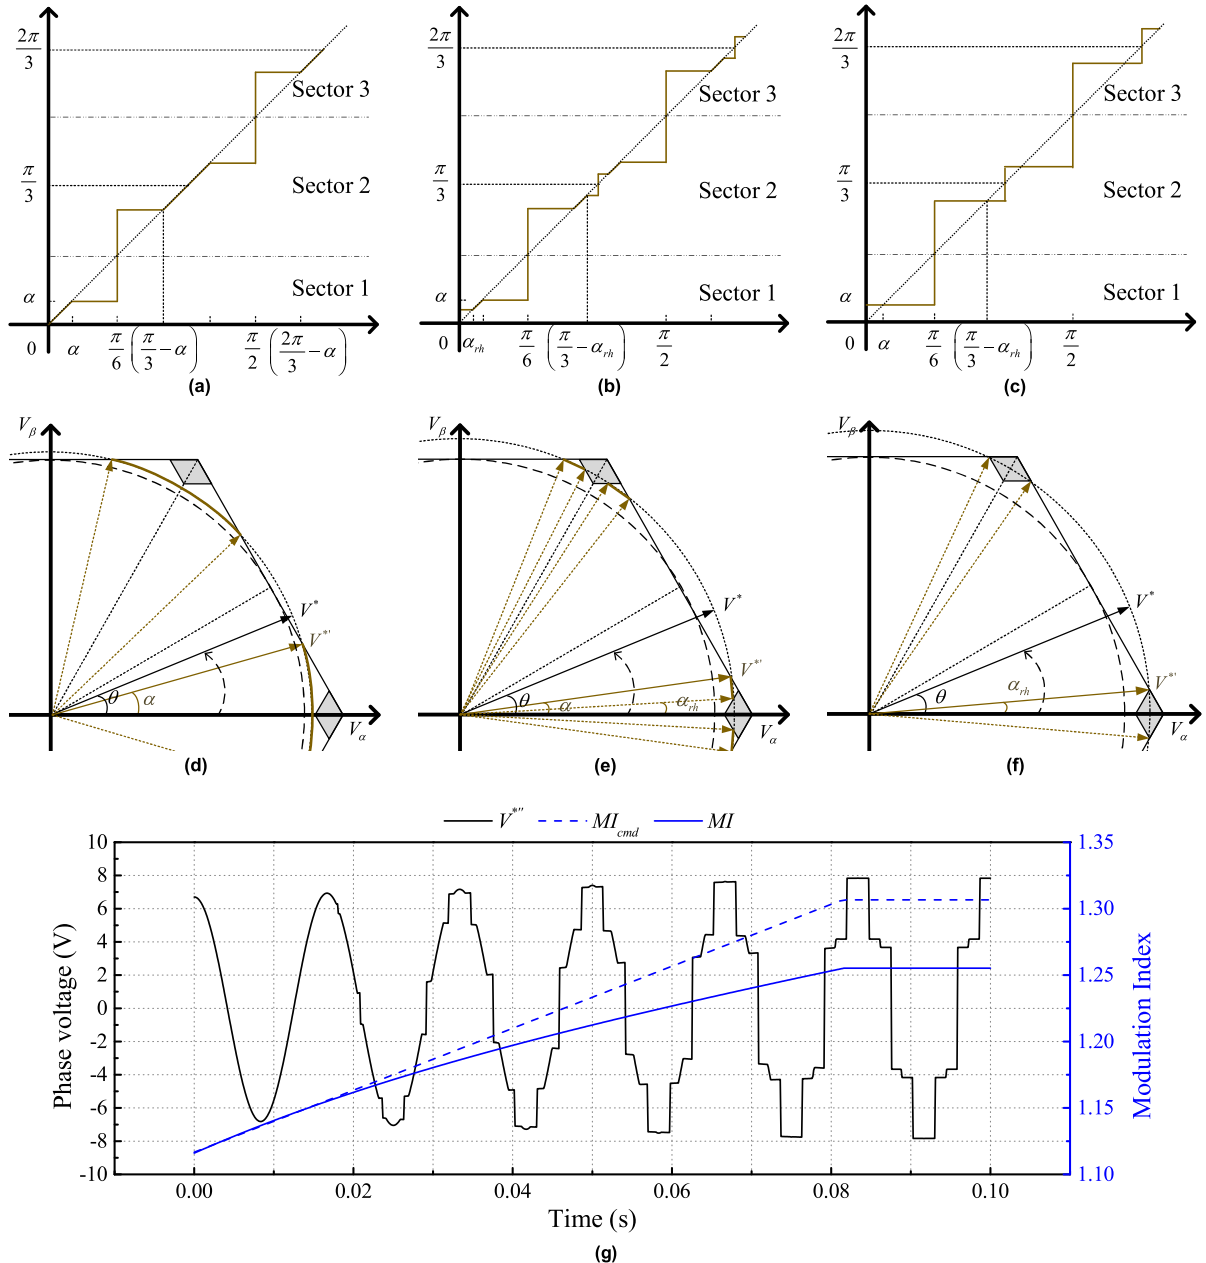 2π/3 Sector 3 π/3 Sector 2 α Sector 1
0 α π/6 (π/3 − α) π/2 (2π/3 − α)
(a)
2π/3 Sector 3 π/3 Sector 2 α Sector 1
0 α_rh π/6 (π/3 − α_rh) π/2
(b)
2π/3 Sector 3 π/3 Sector 2 α Sector 1
0 α π/6 (π/3 − α_rh) π/2
(c)
V_β
V*
V*'
θ α
V_α
(d)
V_β
V*
V*'
θ α α_rh
V_α
(e)
V_β
V*
V*'
θ α_rh
V_α
(f)
V*'' MI_cmd MI
10 1.35
8
6 1.30
4
2 1.25
0
-2 1.20
-4
-6 1.15
-8
-10 1.10
Phase voltage (V)
Modulation Index
0.00 0.02 0.04 0.06 0.08 0.10
Time (s)
(g)